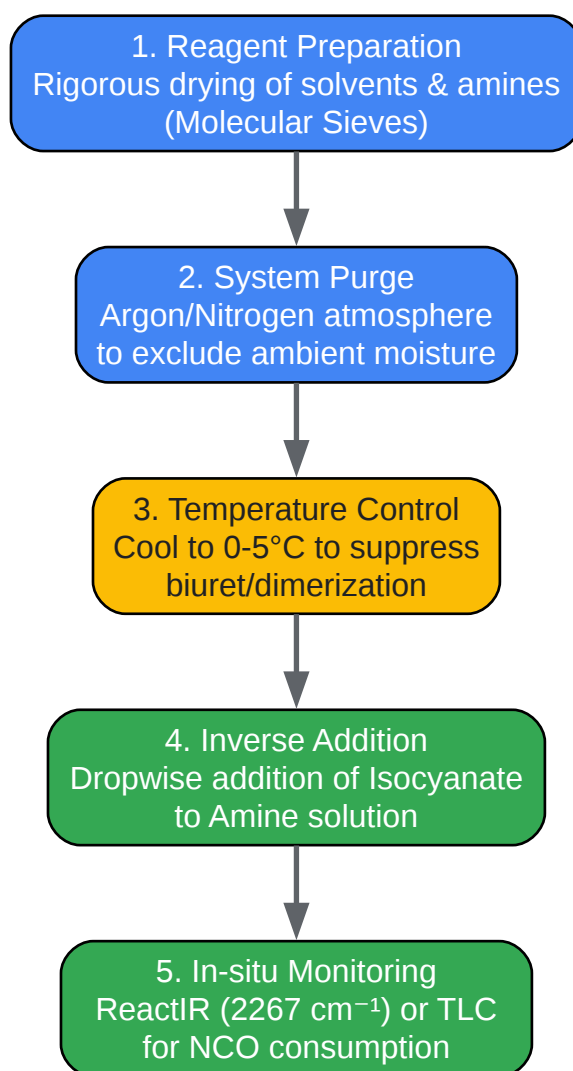 1. Reagent Preparation
Rigorous drying of solvents & amines
(Molecular Sieves)
2. System Purge
Argon/Nitrogen atmosphere
to exclude ambient moisture
3. Temperature Control
Cool to 0-5°C to suppress
biuret/dimerization
4. Inverse Addition
Dropwise addition of Isocyanate
to Amine solution
5. In-situ Monitoring
ReactIR (2267 cm⁻¹) or TLC
for NCO consumption